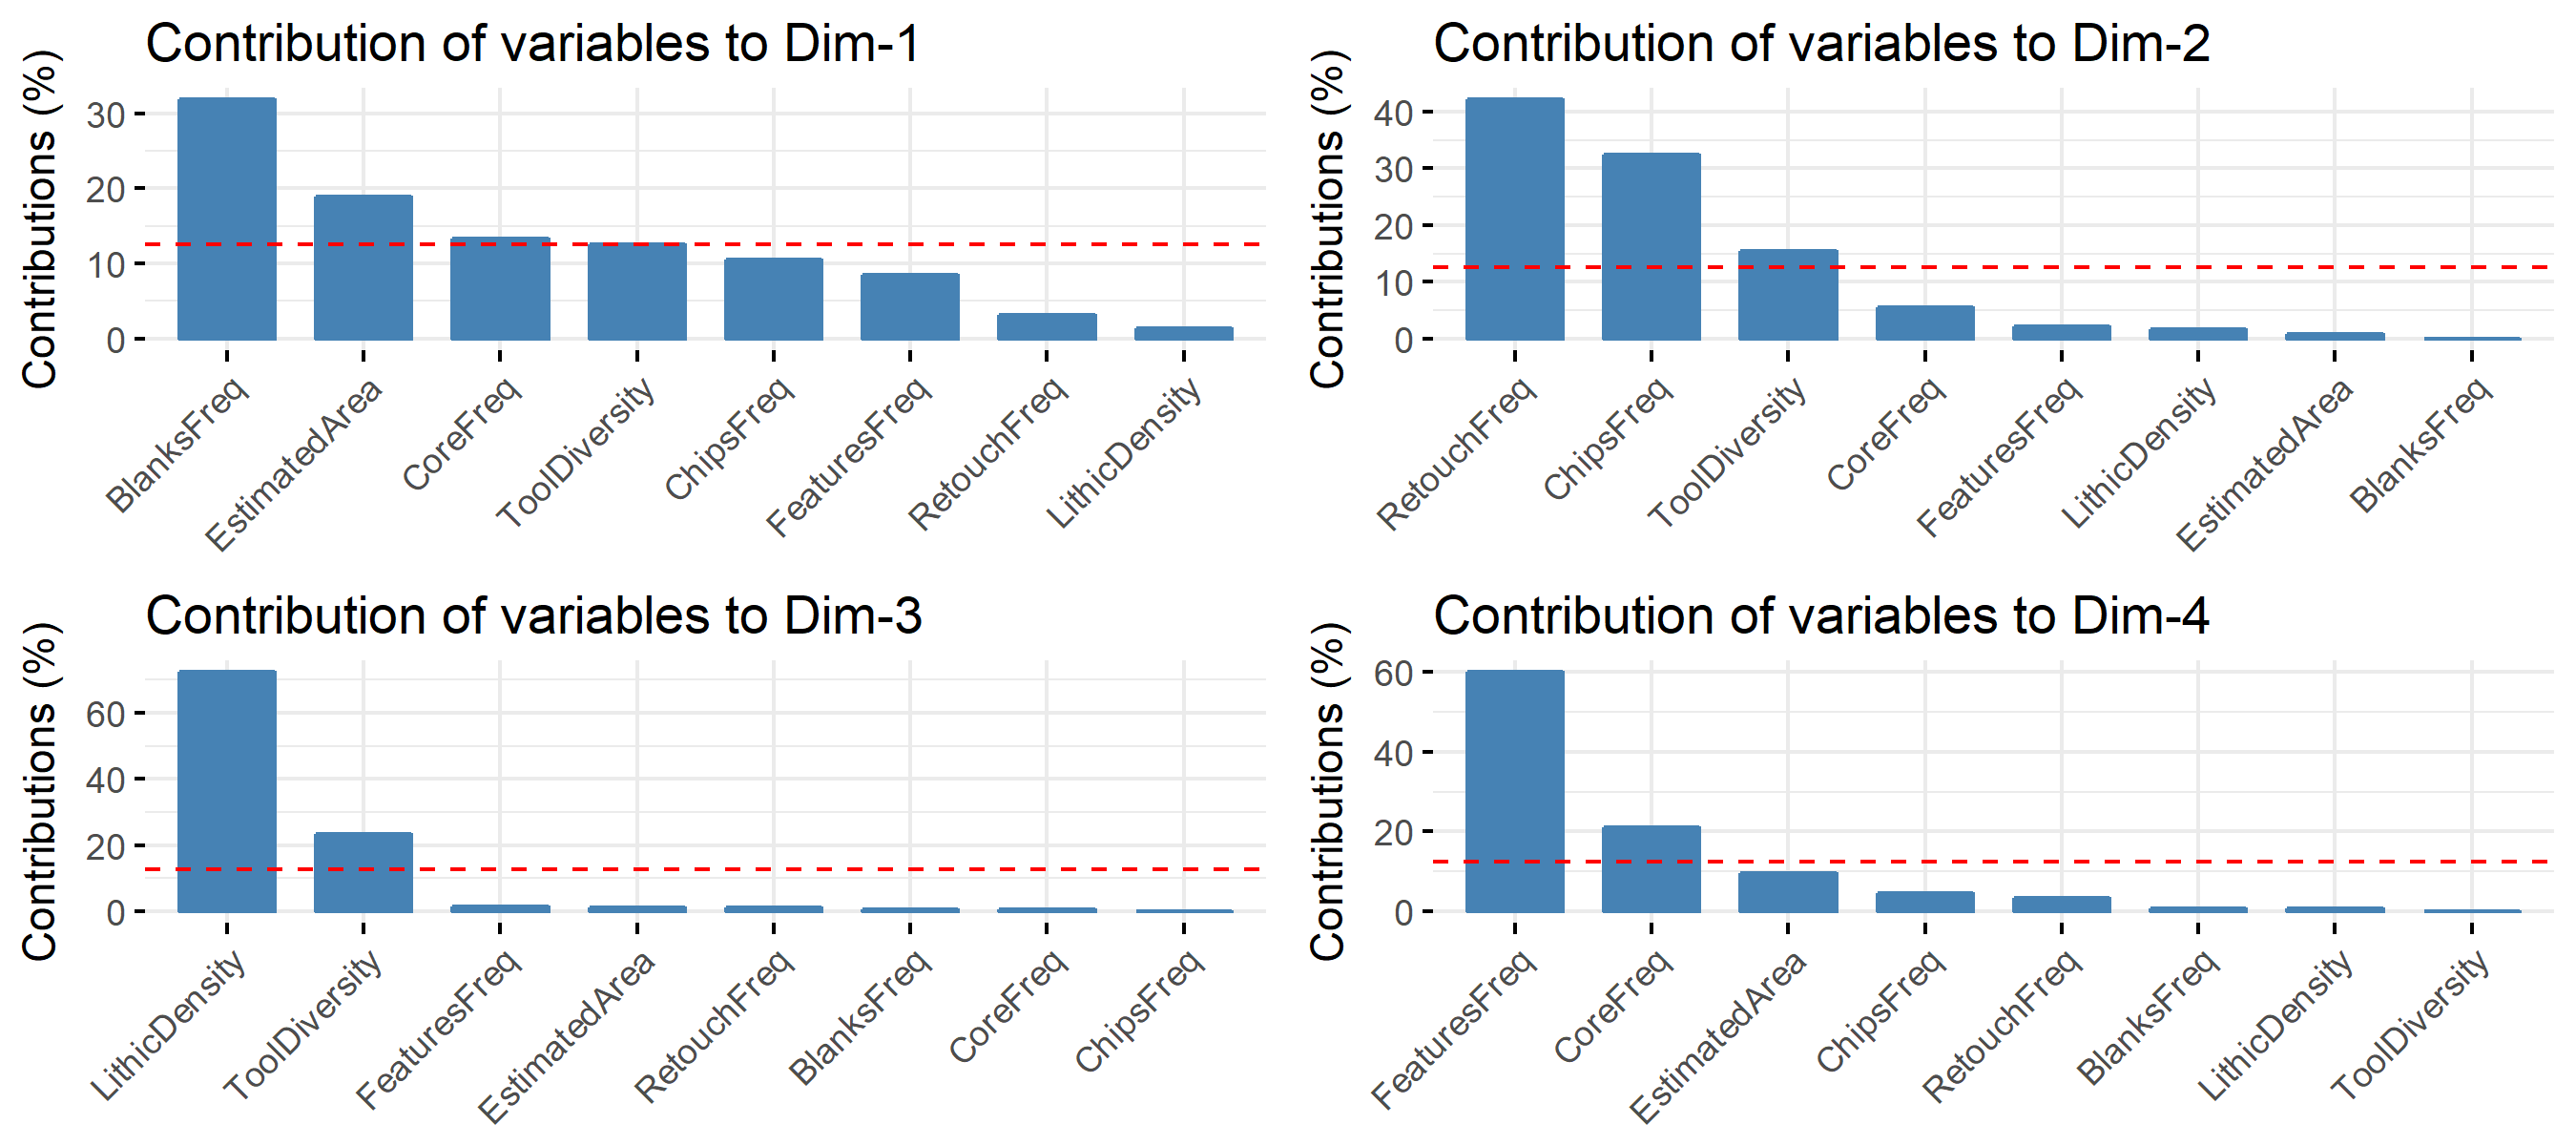 Contribution of variables to Dim-1
Contributions (%)
30
20
10
0
BlanksFreq
EstimatedArea
CoreFreq
ToolDiversity
ChipsFreq
FeaturesFreq
RetouchFreq
LithicDensity
Contribution of variables to Dim-2
Contributions (%)
40
30
20
10
0
RetouchFreq
ChipsFreq
ToolDiversity
CoreFreq
FeaturesFreq
LithicDensity
EstimatedArea
BlanksFreq
Contribution of variables to Dim-3
Contributions (%)
60
40
20
0
LithicDensity
ToolDiversity
FeaturesFreq
EstimatedArea
RetouchFreq
BlanksFreq
CoreFreq
ChipsFreq
Contribution of variables to Dim-4
Contributions (%)
60
40
20
0
FeaturesFreq
CoreFreq
EstimatedArea
ChipsFreq
RetouchFreq
BlanksFreq
LithicDensity
ToolDiversity